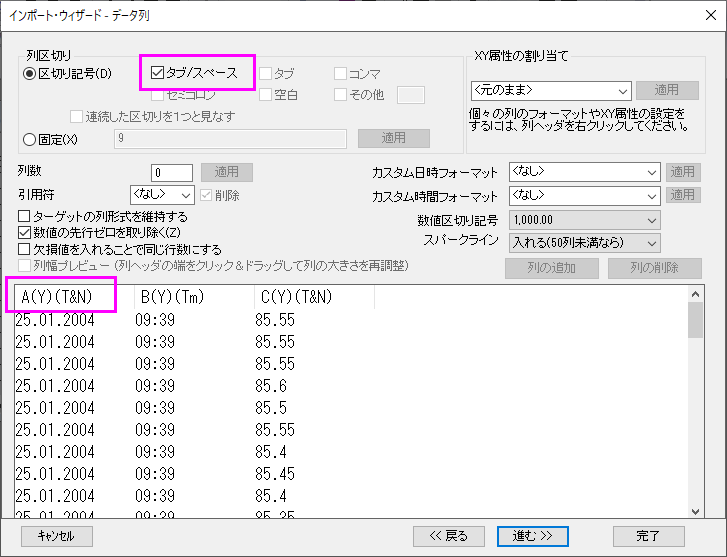 インポート・ウィザード - データ列
列区切り
区切り記号(D)
タブ/スペース
タブ
コンマ
セミコロン
空白
その他
連続した区切りを1つと見なす
固定(X)
9
適用
XY属性の割り当て
<元のまま>
適用
個々の列のフォーマットやXY属性の設定を
するには、列ヘッダを右クリックしてください。
列数
0
適用
引用符
<なし>
削除
ターゲットの列形式を維持する
数値の先行ゼロを取り除く(Z)
欠損値を入れることで同じ行数にする
列幅プレビュー (列ヘッダの端をクリック&ドラッグして列の大きさを再調整)
カスタム日時フォーマット
<なし>
適用
カスタム時間フォーマット
<なし>
適用
数値区切り記号
1,000.00
スパークライン
入れる(50列未満なら)
列の追加
列の削除
A(Y)(T&N) B(Y)(Tm) C(Y)(T&N)
25.01.2004 09:39 85.55
25.01.2004 09:39 85.55
25.01.2004 09:39 85.55
25.01.2004 09:39 85.6
25.01.2004 09:39 85.5
25.01.2004 09:39 85.55
25.01.2004 09:39 85.4
25.01.2004 09:39 85.45
25.01.2004 09:39 85.4
25.01.2004 09:39 85.35
キャンセル
<< 戻る
進む >>
完了